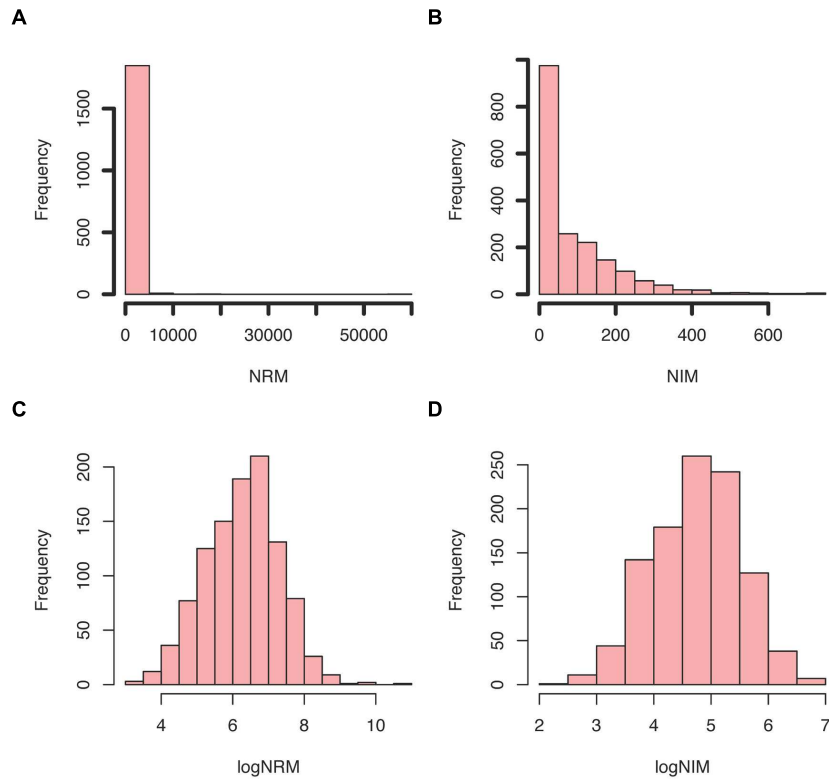 A
B
Frequency
0 500 1000 1500
0 10000 30000 50000
NRM
Frequency
0 200 400 600 800
0 200 400 600
NIM
C
D
Frequency
0 50 100 150 200
4 6 8 10
logNRM
Frequency
0 50 100 150 200 250
2 3 4 5 6 7
logNIM